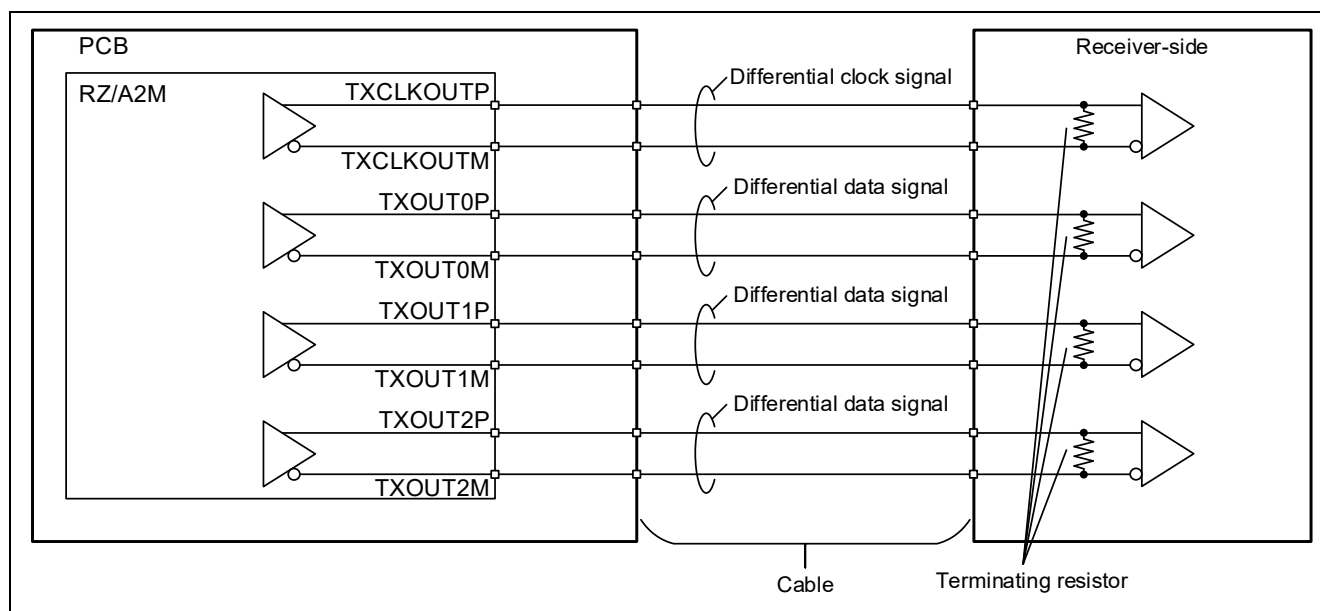 PCB
Receiver-side
RZ/A2M
TXCLKOUTP
Differential clock signal
TXCLKOUTM
TXOUT0P
Differential data signal
TXOUT0M
TXOUT1P
Differential data signal
TXOUT1M
TXOUT2P
Differential data signal
TXOUT2M
Cable
Terminating resistor